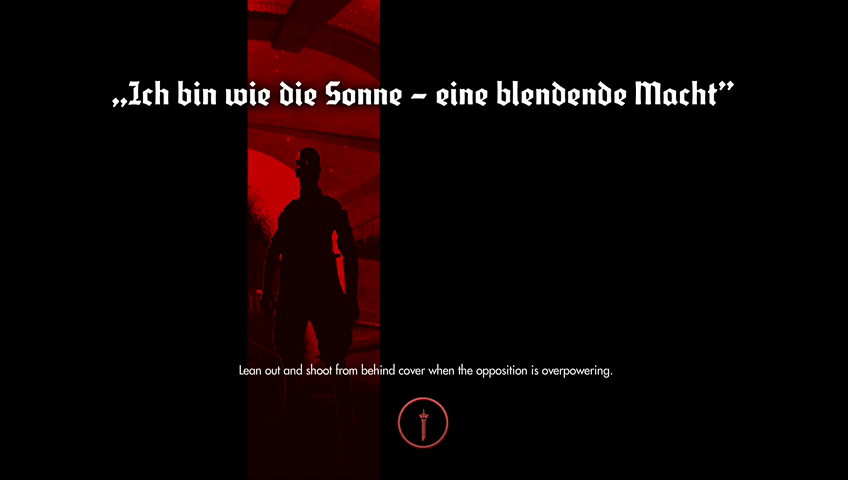 „Ich bin wie die Sonne – eine blendende Macht”
Lean out and shoot from behind cover when the opposition is overpowering.